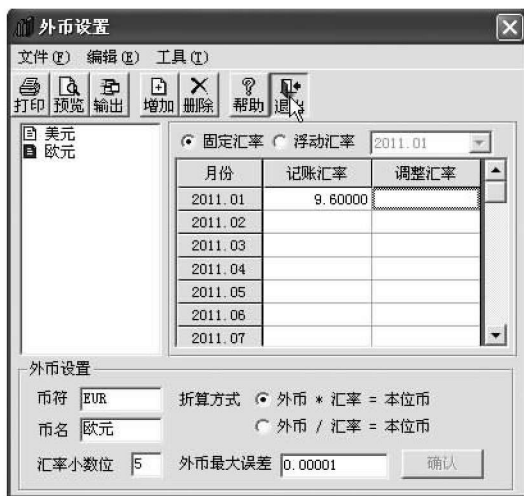 外币设置
文件(F) 编辑(E) 工具(T)
打印 预览 输出 增加 删除 帮助 退出
美元
欧元
固定汇率 浮动汇率 2011.01
月份 记账汇率 调整汇率
2011.01 9.60000
2011.02
2011.03
2011.04
2011.05
2011.06
2011.07
外币设置
币符 EUR 折算方式 外币 * 汇率 = 本位币
币名 欧元 外币 / 汇率 = 本位币
汇率小数位 5 外币最大误差 0.00001 确认